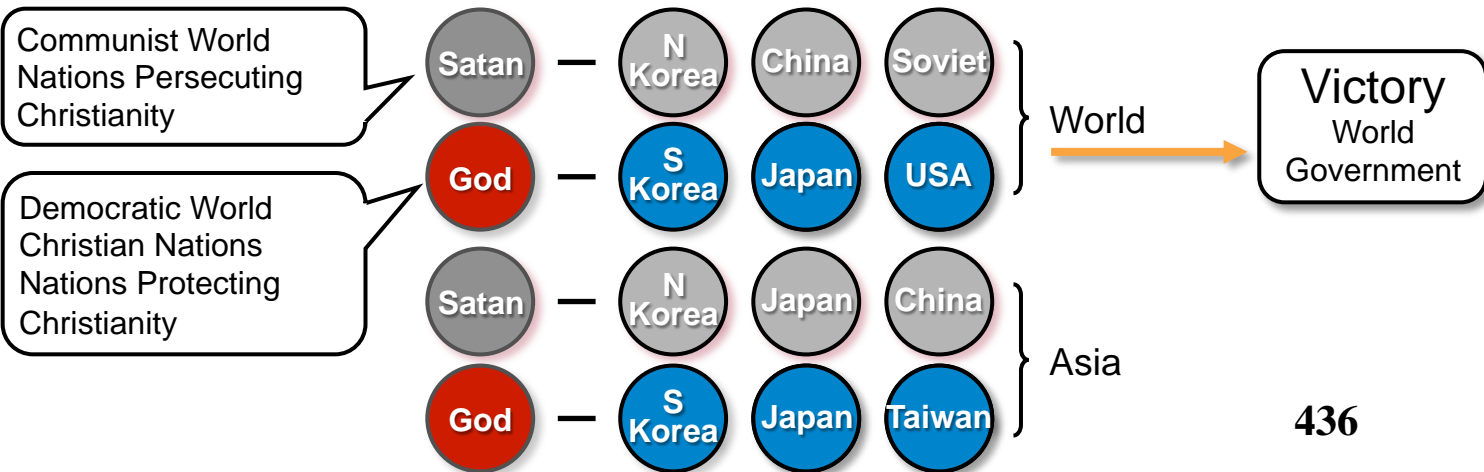 Communist World
Nations Persecuting
Christianity
Satan – N Korea China Soviet
God – S Korea Japan USA
World
Victory
World
Government
Democratic World
Christian Nations
Nations Protecting
Christianity
Satan – N Korea Japan China
God – S Korea Japan Taiwan
Asia
436